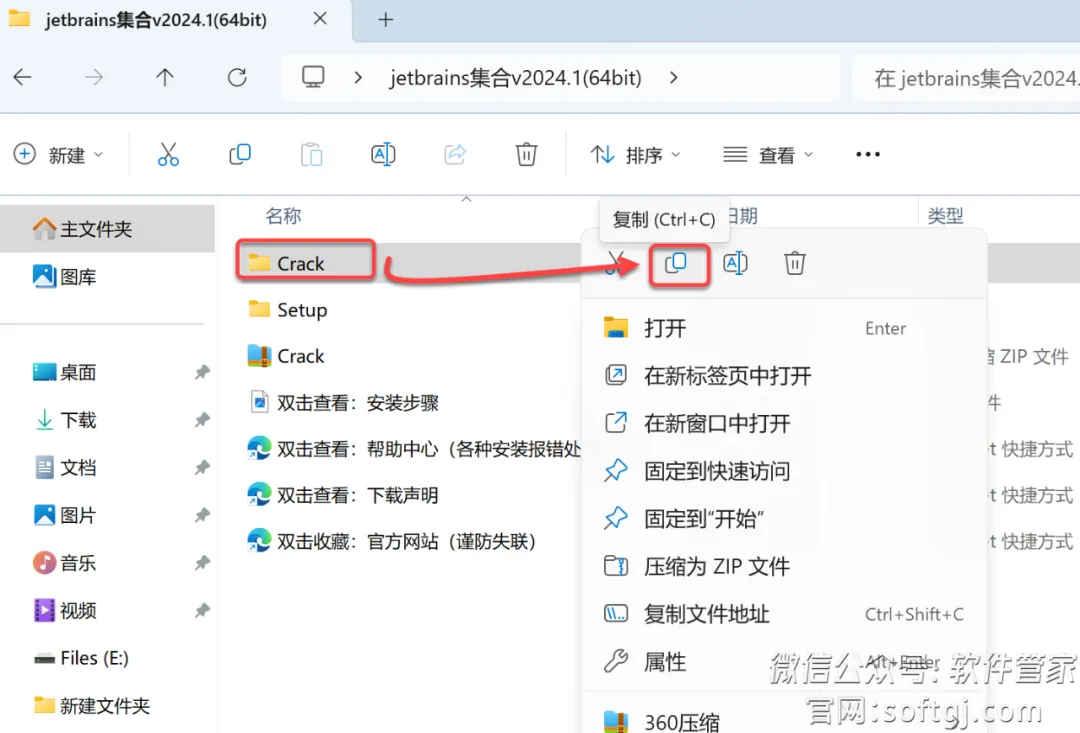 jetbrains集合v2024.1(64bit)
jetbrains集合v2024.1(64bit)
在 jetbrains集合v2024.
新建
排序
查看
名称
复制 (Ctrl+C)
日期
类型
主文件夹
图库
桌面
下载
文档
图片
音乐
视频
Files (E:)
新建文件夹
Crack
Setup
Crack
双击查看：安装步骤
双击查看：帮助中心（各种安装报错处
双击查看：下载声明
双击收藏：官方网站（谨防失联）
打开 Enter
在新标签页中打开
在新窗口中打开
固定到快速访问
固定到“开始”
压缩为 ZIP 文件
复制文件地址 Ctrl+Shift+C
属性 Alt+Enter
360压缩
ZIP 文件
件
t 快捷方式
t 快捷方式
t 快捷方式
微信公众号：软件管家
官网:softgj.com